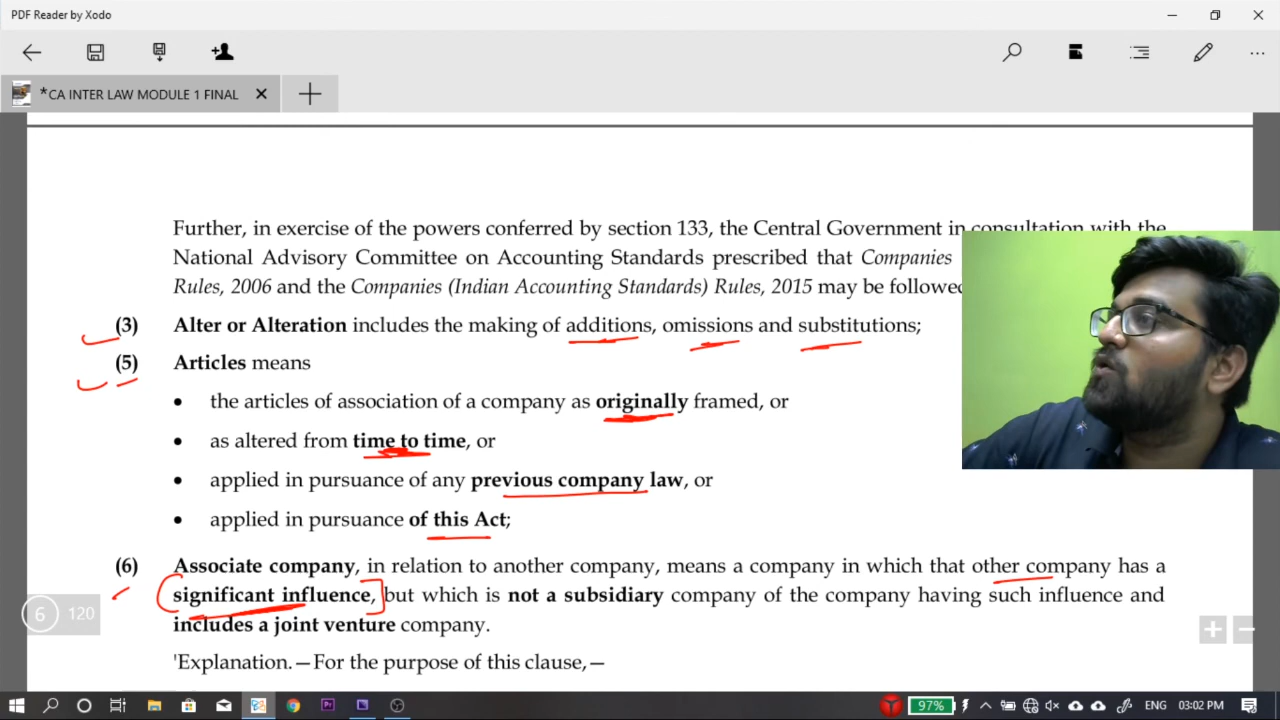 PDF Reader by Xodo
*CA INTER LAW MODULE 1 FINAL
Further, in exercise of the powers conferred by section 133, the Central Government in consultation with the
National Advisory Committee on Accounting Standards prescribed that Companies
Rules, 2006 and the Companies (Indian Accounting Standards) Rules, 2015 may be followed
(3) Alter or Alteration includes the making of additions, omissions and substitutions;
(5) Articles means
• the articles of association of a company as originally framed, or
• as altered from time to time, or
• applied in pursuance of any previous company law, or
• applied in pursuance of this Act;
(6) Associate company, in relation to another company, means a company in which that other company has a
significant influence, but which is not a subsidiary company of the company having such influence and
includes a joint venture company.
'Explanation.—For the purpose of this clause,—
6 120
97% ENG 03:02 PM